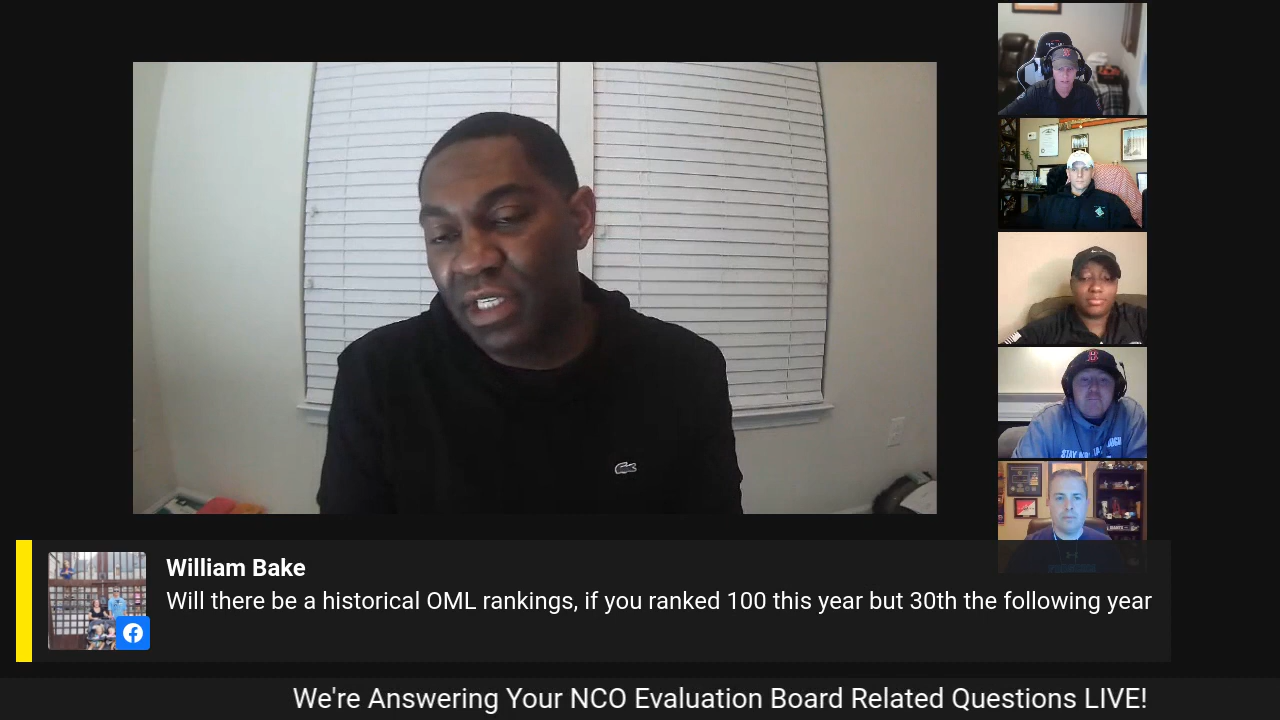 William Bake
Will there be a historical OML rankings, if you ranked 100 this year but 30th the following year
We're Answering Your NCO Evaluation Board Related Questions LIVE!